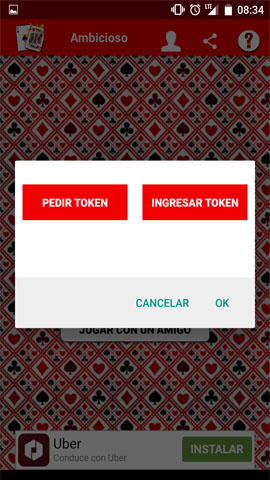 LTE 08:34
Ambicioso
?
PEDIR TOKEN
INGRESAR TOKEN
CANCELAR
OK
JUGAR CON UN AMIGO
Uber
Conduce con Uber
INSTALAR